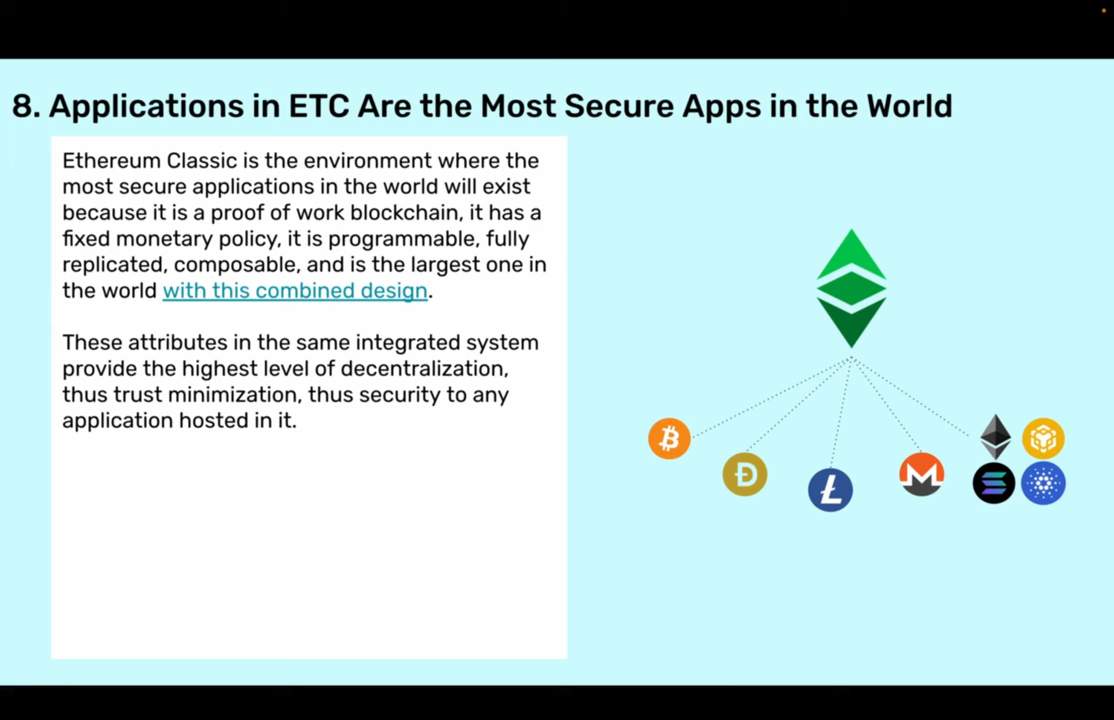 8. Applications in ETC Are the Most Secure Apps in the World
Ethereum Classic is the environment where the
most secure applications in the world will exist
because it is a proof of work blockchain, it has a
fixed monetary policy, it is programmable, fully
replicated, composable, and is the largest one in
the world with this combined design.
These attributes in the same integrated system
provide the highest level of decentralization,
thus trust minimization, thus security to any
application hosted in it.